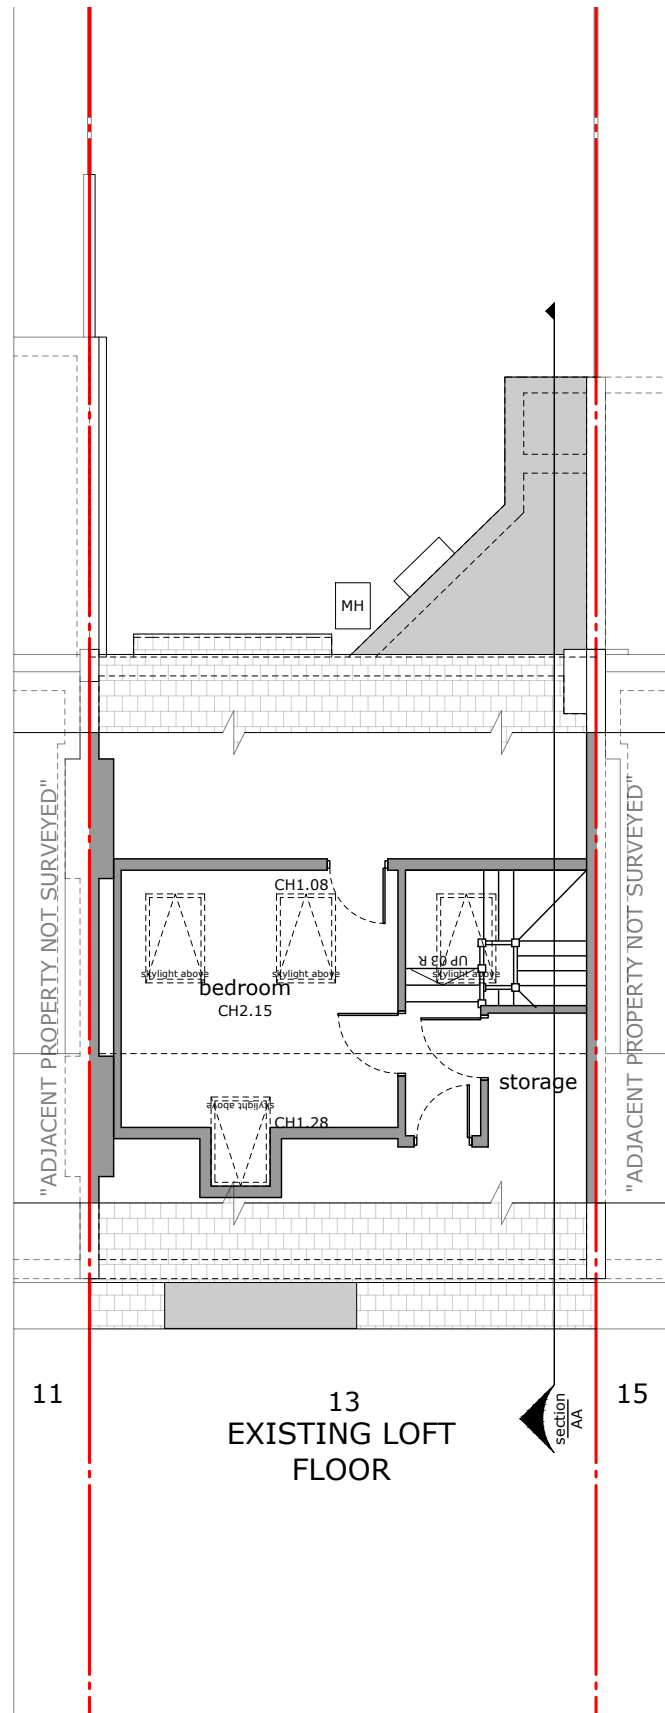 MH
"ADJACENT PROPERTY NOT SURVEYED"
"ADJACENT PROPERTY NOT SURVEYED"
CH1.08
UP 03 R
skylight above
skylight above
skylight above
bedroom
CH2.15
storage
skylight above
CH1.28
11
13
15
EXISTING LOFT
FLOOR
section
AA